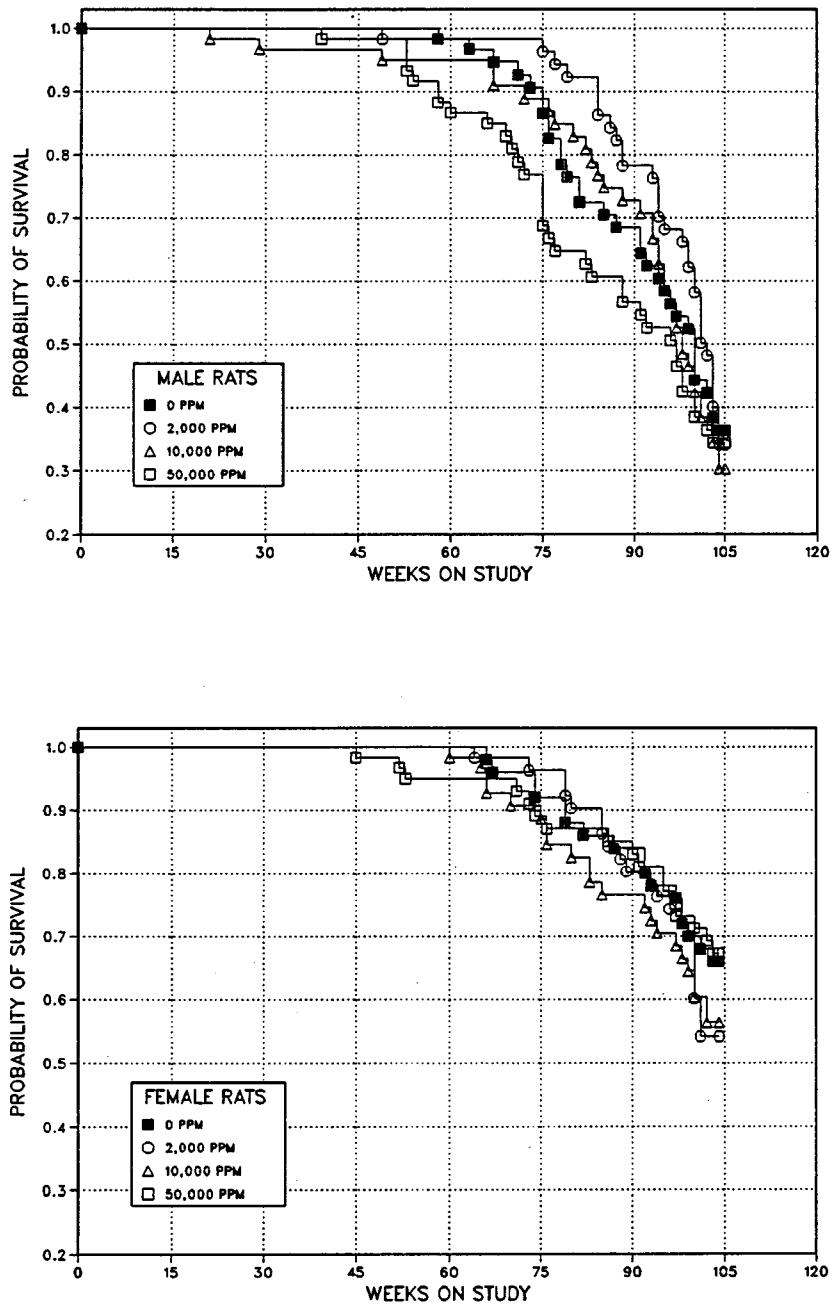 1.0
0.9
0.8
0.7
0.6
0.5
0.4
0.3
0.2
PROBABILITY OF SURVIVAL
MALE RATS
0 PPM
2,000 PPM
10,000 PPM
50,000 PPM
0 15 30 45 60 75 90 105 120
WEEKS ON STUDY
1.0
0.9
0.8
0.7
0.6
0.5
0.4
0.3
0.2
PROBABILITY OF SURVIVAL
FEMALE RATS
0 PPM
2,000 PPM
10,000 PPM
50,000 PPM
0 15 30 45 60 75 90 105 120
WEEKS ON STUDY